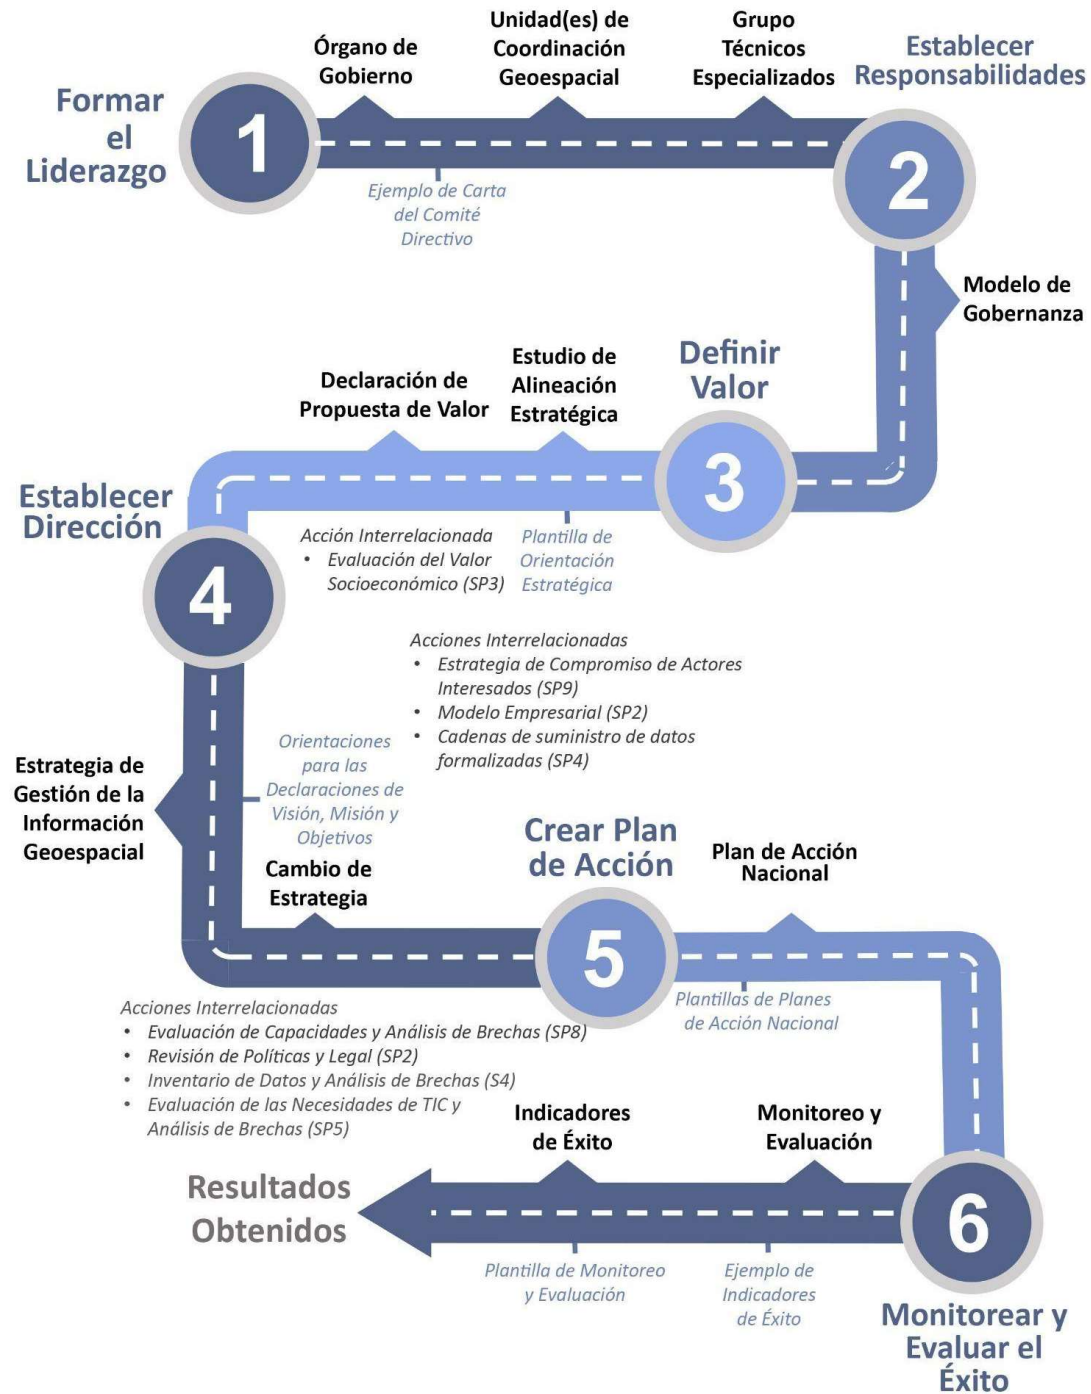 Formar
el
Liderazgo
1
Órgano de
Gobierno
Unidad(es) de
Coordinación
Geoespacial
Grupo
Técnicos
Especializados
Ejemplo de Carta
del Comité
Directivo
Establecer
Responsabilidades
2
Modelo de
Gobernanza
Definir
Valor
3
Estudio de
Alineación
Estratégica
Declaración de
Propuesta de Valor
Plantilla de
Orientación
Estratégica
Acción Interrelacionada
• Evaluación del Valor
Socioeconómico (SP3)
Establecer
Dirección
4
Acciones Interrelacionadas
• Estrategia de Compromiso de Actores
Interesados (SP9)
• Modelo Empresarial (SP2)
• Cadenas de suministro de datos
formalizadas (SP4)
Orientaciones
para las
Declaraciones de
Visión, Misión y
Objetivos
Estrategia de
Gestión de la
Información
Geoespacial
Cambio de
Estrategia
Acciones Interrelacionadas
• Evaluación de Capacidades y Análisis de Brechas (SP8)
• Revisión de Políticas y Legal (SP2)
• Inventario de Datos y Análisis de Brechas (S4)
• Evaluación de las Necesidades de TIC y
Análisis de Brechas (SP5)
Crear Plan
de Acción
5
Plan de Acción
Nacional
Plantillas de Planes
de Acción Nacional
6
Monitorear y
Evaluar el
Éxito
Monitoreo y
Evaluación
Indicadores
de Éxito
Ejemplo de
Indicadores
de Éxito
Plantilla de Monitoreo
y Evaluación
Resultados
Obtenidos